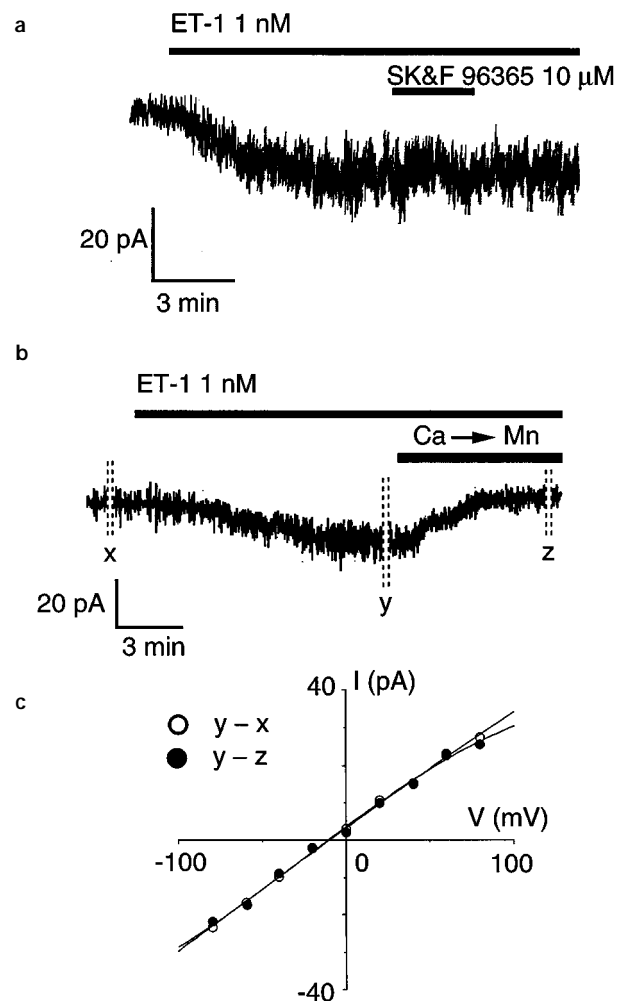 a
ET-1 1 nM
SK&F 96365 10 µM
20 pA
3 min
b
ET-1 1 nM
Ca → Mn
x
y
z
20 pA
3 min
c
40
I (pA)
y – x
y – z
V (mV)
-100
0
100
-40